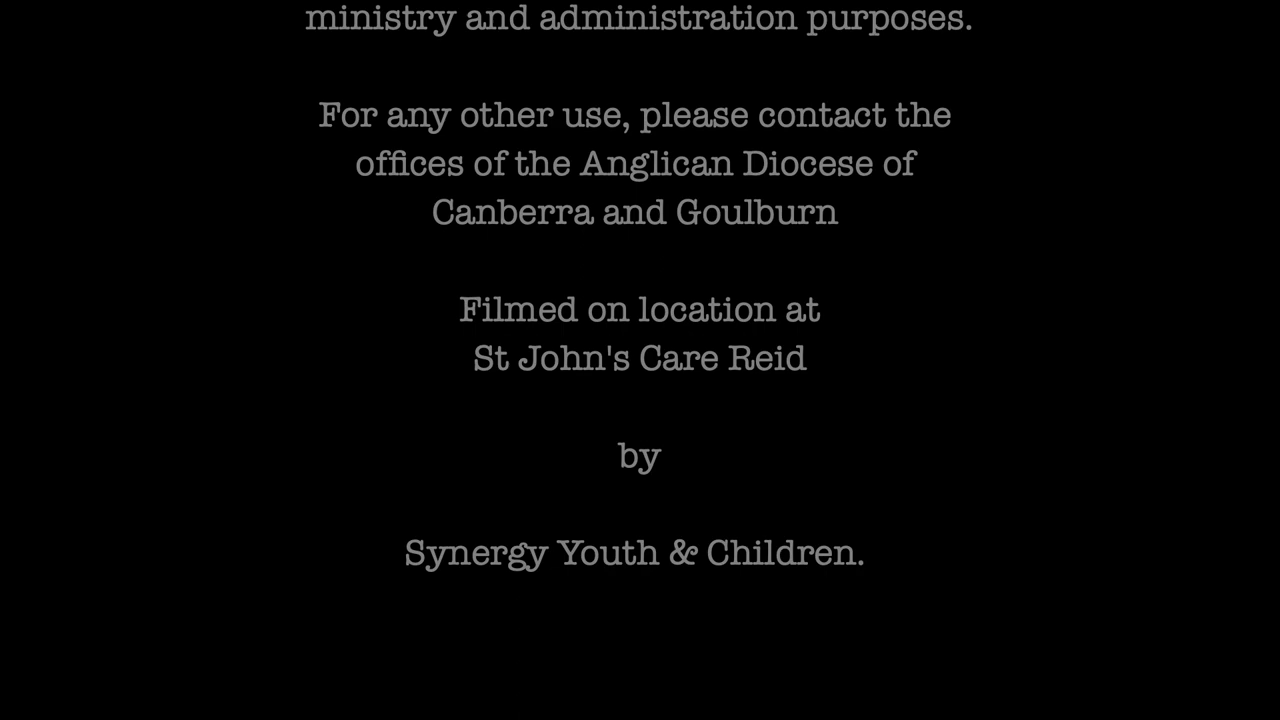 ministry and administration purposes.
For any other use, please contact the
offices of the Anglican Diocese of
Canberra and Goulburn
Filmed on location at
St John's Care Reid
by
Synergy Youth & Children.